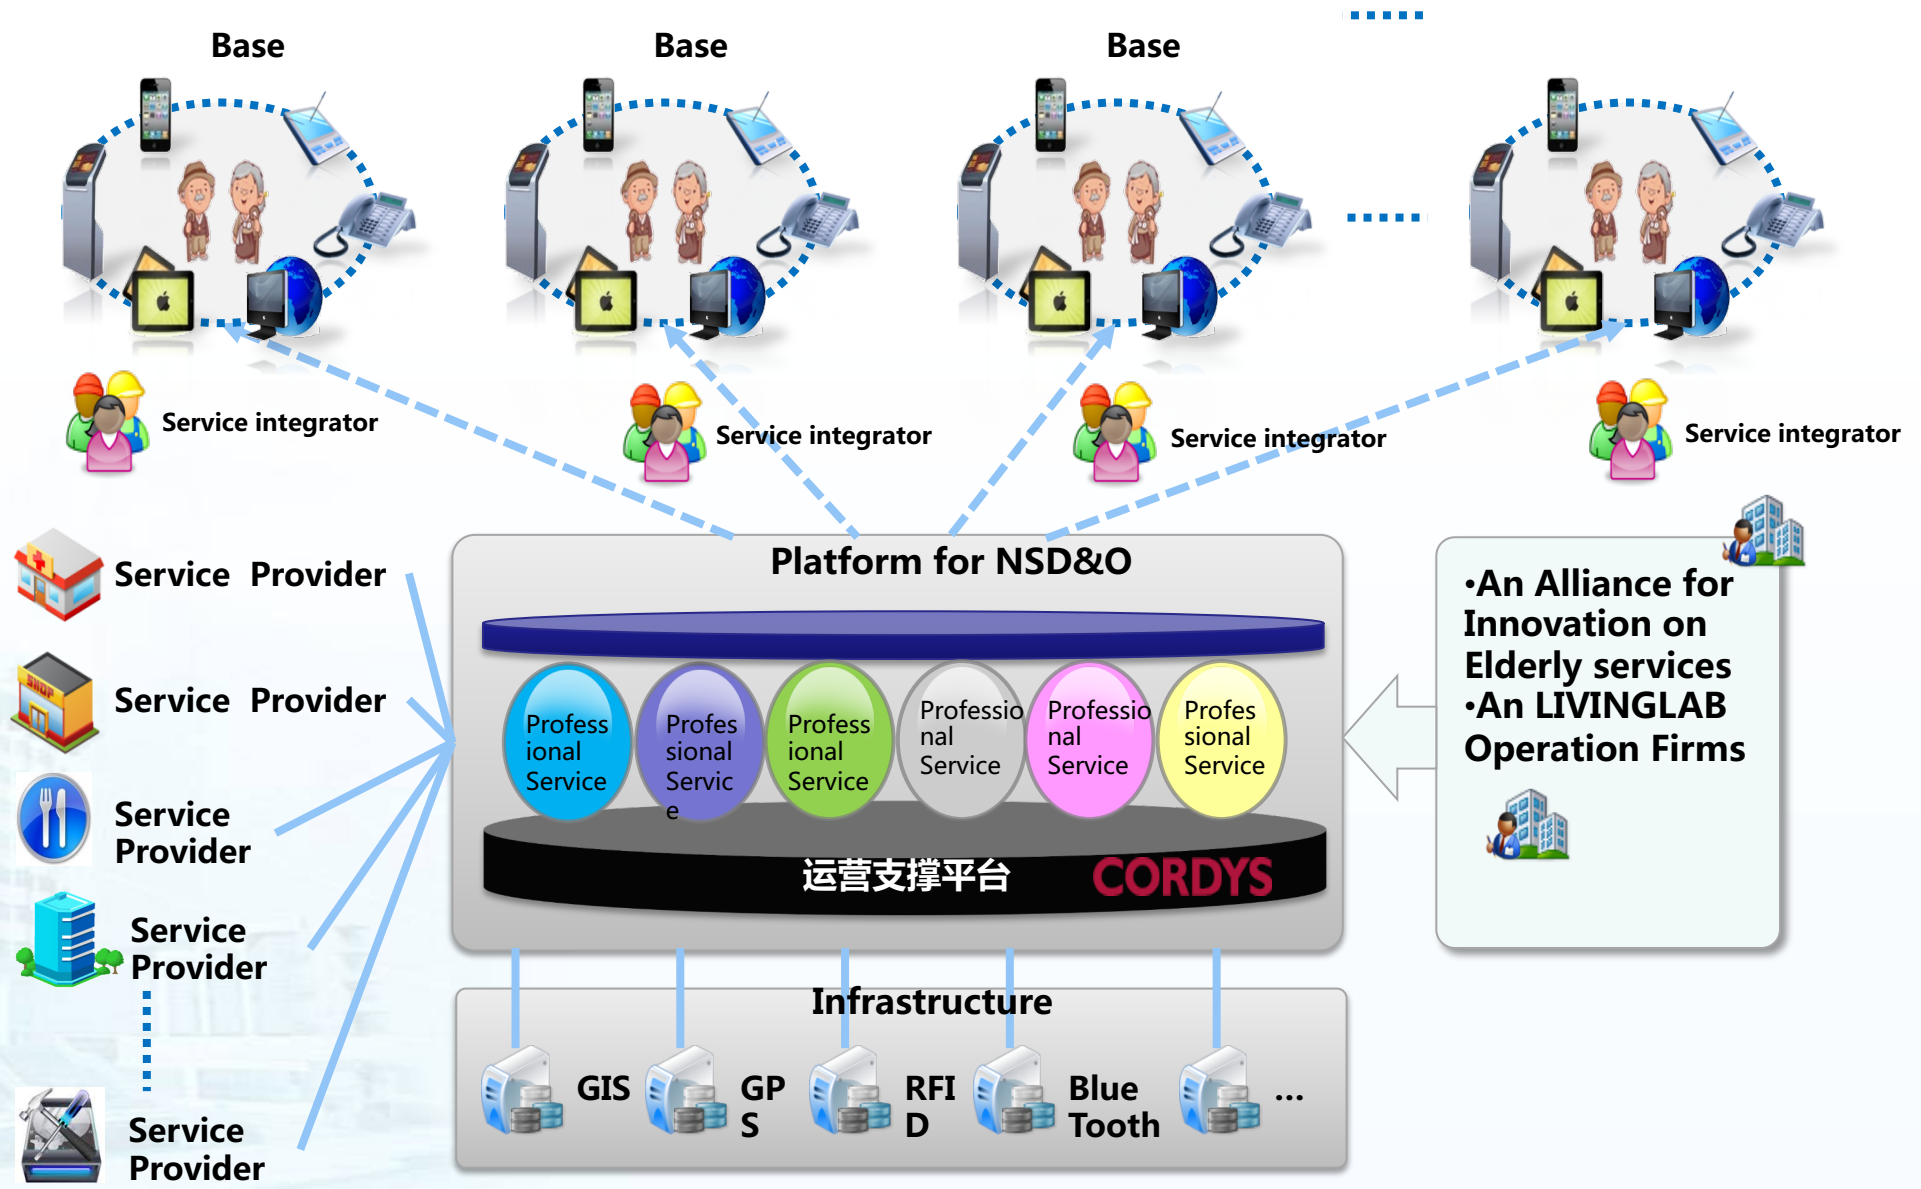 Base
Base
Base
Service integrator
Service integrator
Service integrator
Service integrator
Service Provider
SHOP
Service Provider
Service
Provider
Service
Provider
Service
Provider
Platform for NSD&O
Profess
ional
Service
Profes
sional
Servic
e
Profess
ional
Service
Professio
nal
Service
Professio
nal
Service
Profes
sional
Service
运营支撑平台
CORDYS
•An Alliance for
Innovation on
Elderly services
•An LIVINGLAB
Operation Firms
Infrastructure
GIS
GP
S
RFI
D
Blue
Tooth
...